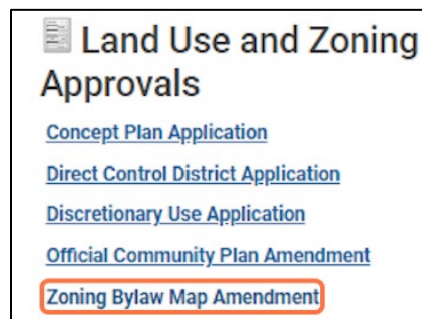 Land Use and Zoning
Approvals
Concept Plan Application
Direct Control District Application
Discretionary Use Application
Official Community Plan Amendment
Zoning Bylaw Map Amendment